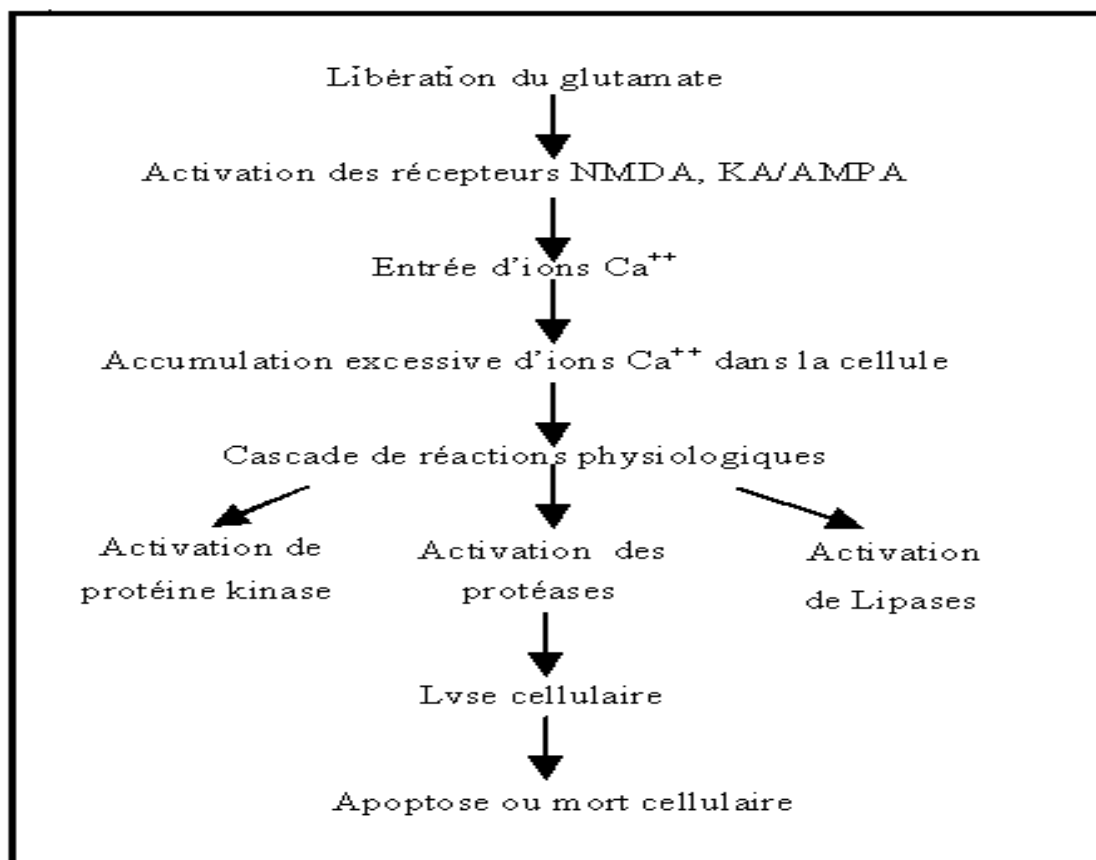 Libération du glutamate
Activation des récepteurs NMDA, KA/AMPA
Entrée d'ions Ca⁺⁺
Accumulation excessive d'ions Ca⁺⁺ dans la cellule
Cascade de réactions physiologiques
Activation de
protéine kinase
Activation des
protéases
Activation
de Lipases
Lyse cellulaire
Apoptose ou mort cellulaire